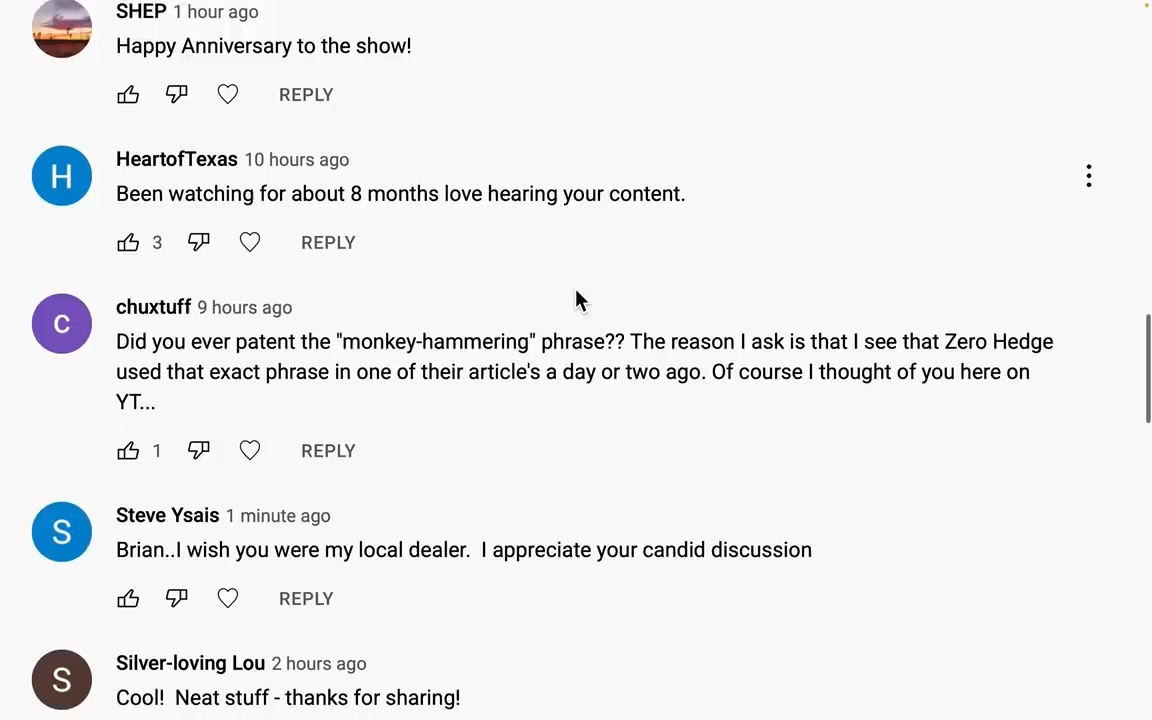 SHEP 1 hour ago
Happy Anniversary to the show!
REPLY
H
HeartofTexas 10 hours ago
Been watching for about 8 months love hearing your content.
3 REPLY
c
chuxtuff 9 hours ago
Did you ever patent the "monkey-hammering" phrase?? The reason I ask is that I see that Zero Hedge
used that exact phrase in one of their article's a day or two ago. Of course I thought of you here on
YT...
1 REPLY
S
Steve Ysais 1 minute ago
Brian..I wish you were my local dealer.  I appreciate your candid discussion
REPLY
S
Silver-loving Lou 2 hours ago
Cool!  Neat stuff - thanks for sharing!